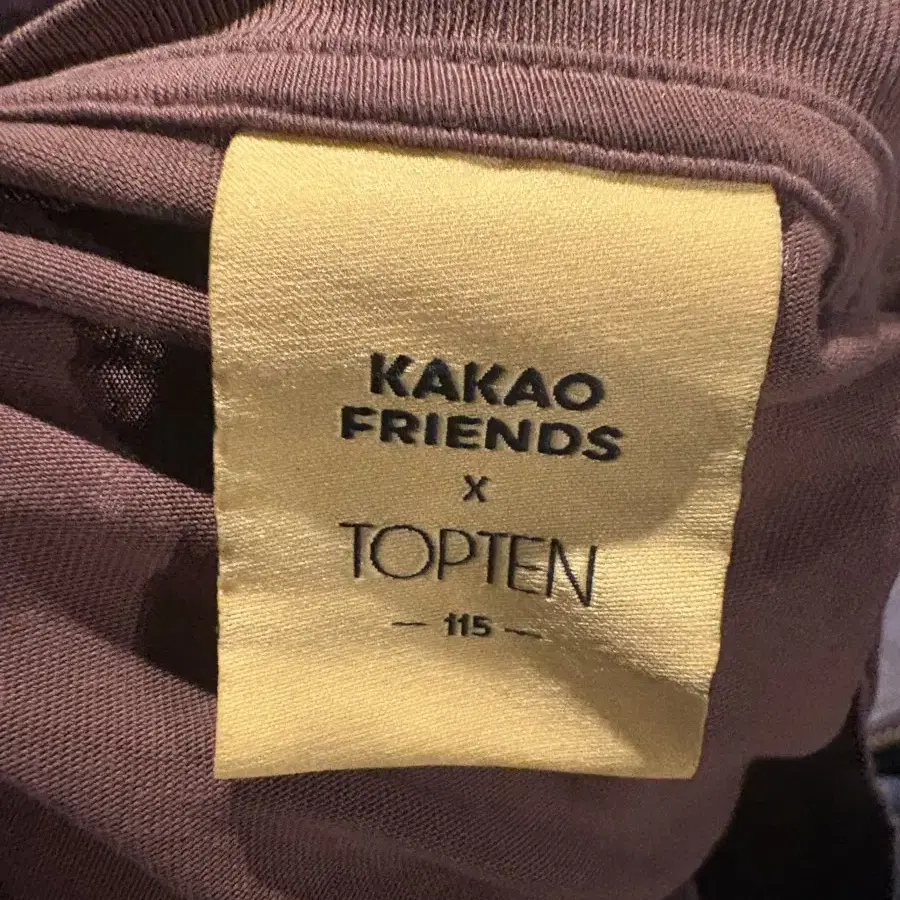 KAKAO
FRIENDS
X
TOPTEN
— 115 —